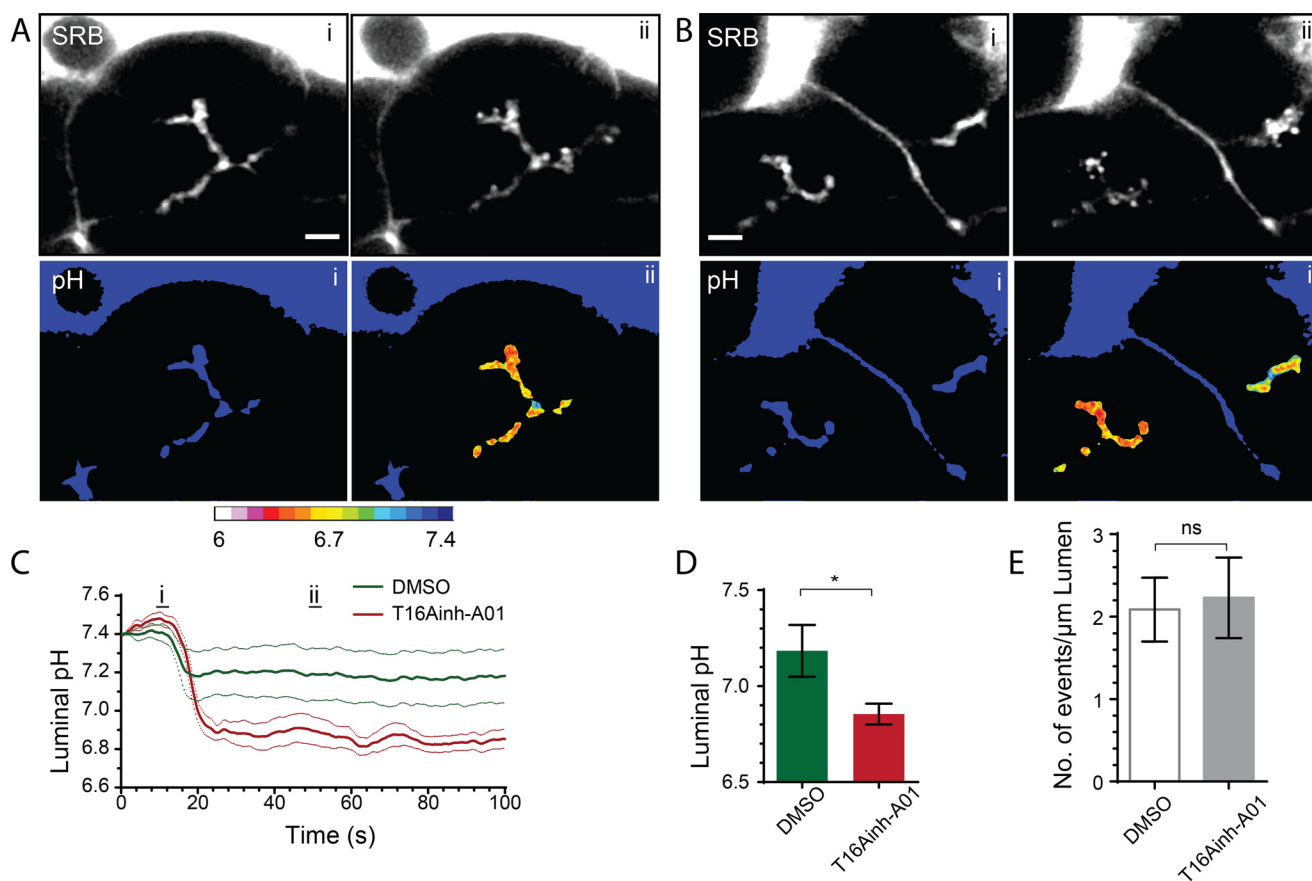 A
SRB
i
ii
B
SRB
i
ii
pH
i
ii
pH
i
i
6
6.7
7.4
C
Luminal pH
7.6
7.4
7.2
7.0
6.8
6.6
i
ii
DMSO
T16Ainh-A01
0
20
40
60
80
100
Time (s)
D
Luminal pH
7.5
7.0
6.5
*
DMSO
T16Ainh-A01
E
No. of events/μm Lumen
3
2
1
0
ns
DMSO
T16Ainh-A01